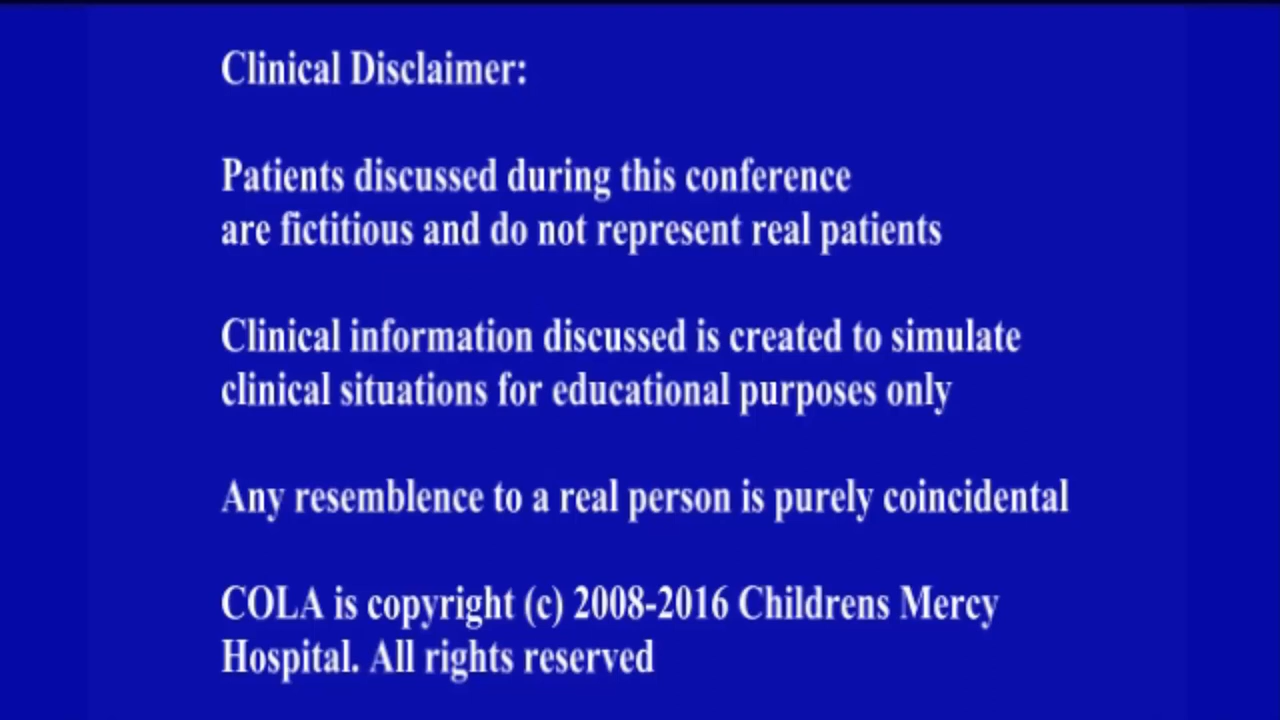 Clinical Disclaimer:
Patients discussed during this conference
are fictitious and do not represent real patients
Clinical information discussed is created to simulate
clinical situations for educational purposes only
Any resemblence to a real person is purely coincidental
COLA is copyright (c) 2008-2016 Childrens Mercy
Hospital. All rights reserved